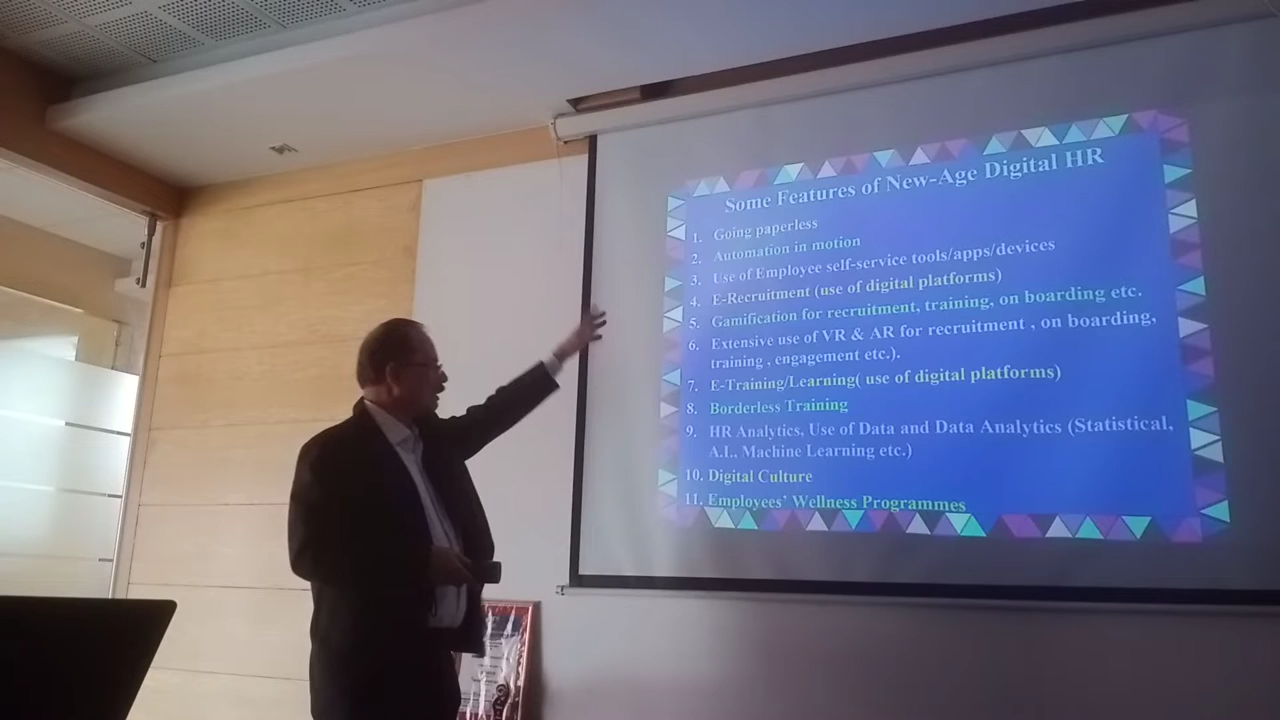 Some Features of New-Age Digital HR
1. Going paperless
2. Automation in motion
3. Use of Employee self-service tools/apps/devices
4. E-Recruitment (use of digital platforms)
5. Gamification for recruitment, training, on boarding etc.
6. Extensive use of VR & AR for recruitment , on boarding,
training , engagement etc.).
7. E-Training/Learning( use of digital platforms)
8. Borderless Training
9. HR Analytics, Use of Data and Data Analytics (Statistical,
A.I., Machine Learning etc.)
10. Digital Culture
11. Employees' Wellness Programmes